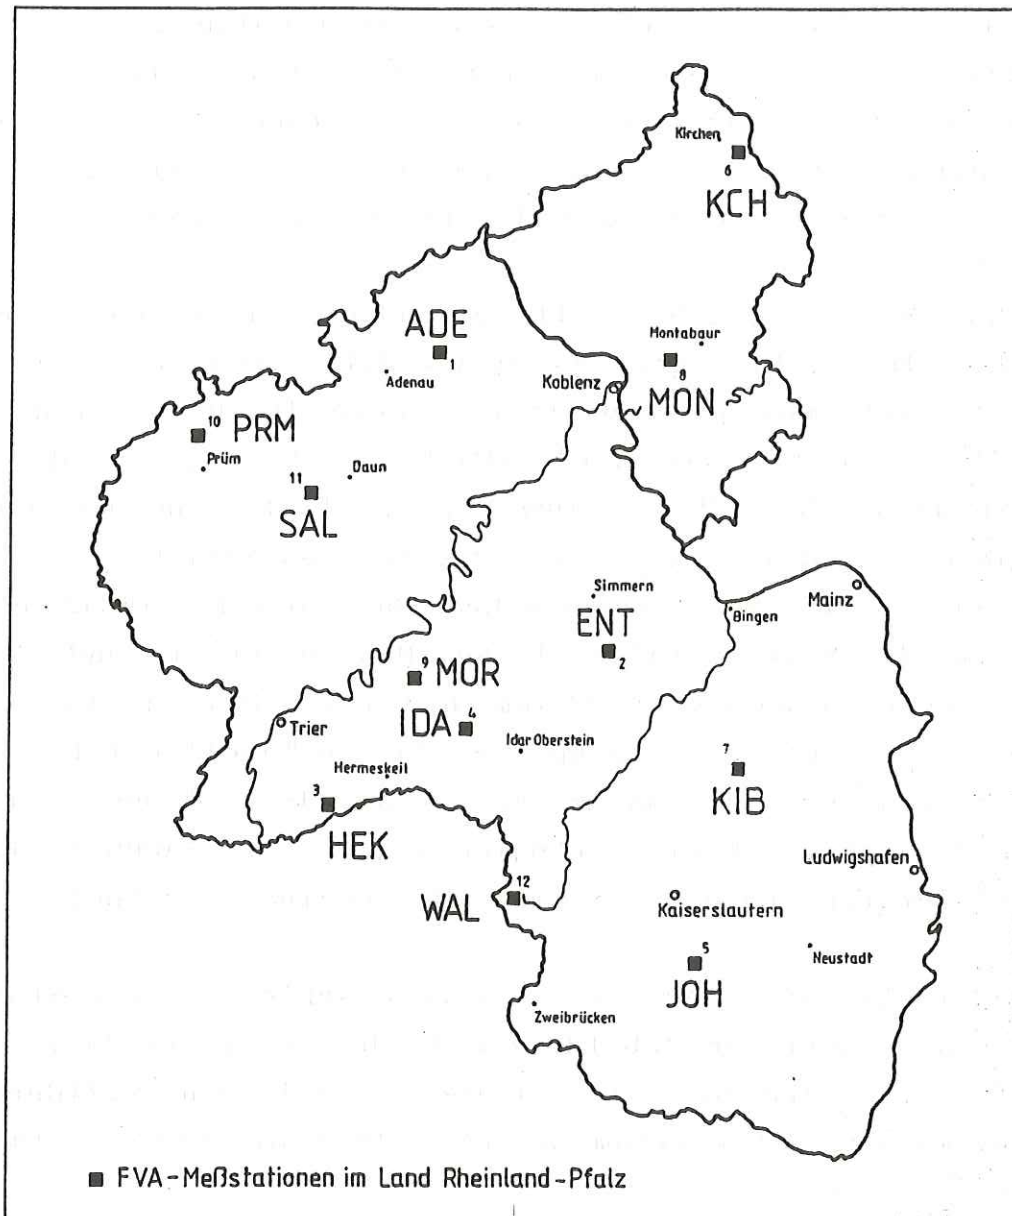 Kirchen
6
KCH
ADE
1
Adenau
Montabaur
8
MON
Koblenz
10
PRM
Prüm
11
Daun
SAL
Simmern
ENT
2
Bingen
Mainz
9
MOR
IDA
4
Trier
Idar Oberstein
Hermeskeil
3
HEK
7
KIB
Ludwigshafen
12
WAL
Kaiserslautern
5
JOH
Neustadt
Zweibrücken
FVA-Meßstationen im Land Rheinland-Pfalz